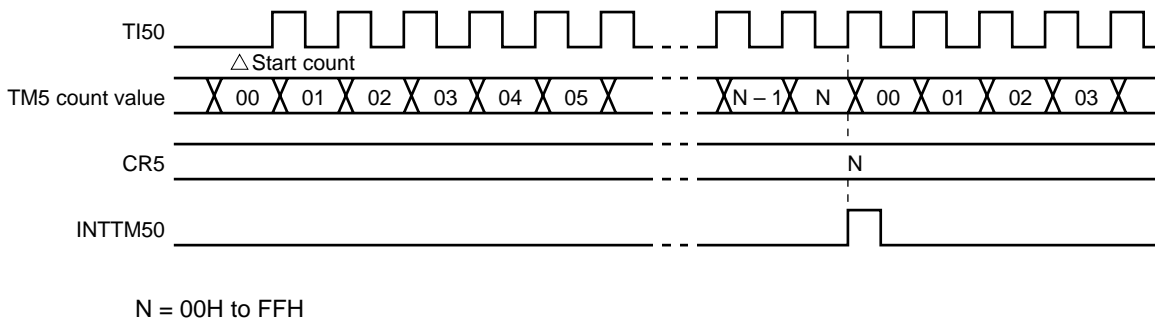 TI50
△ Start count
TM5 count value 00 01 02 03 04 05 N – 1 N 00 01 02 03
CR5 N
INTTM50
N = 00H to FFH